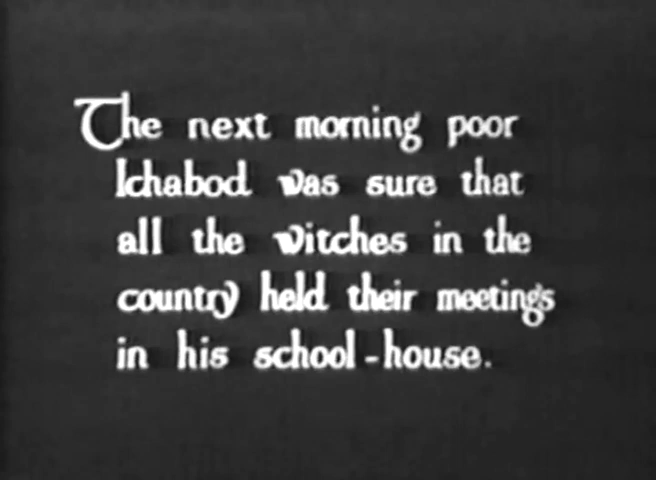 The next morning poor
Ichabod was sure that
all the witches in the
country held their meetings
in his school-house.